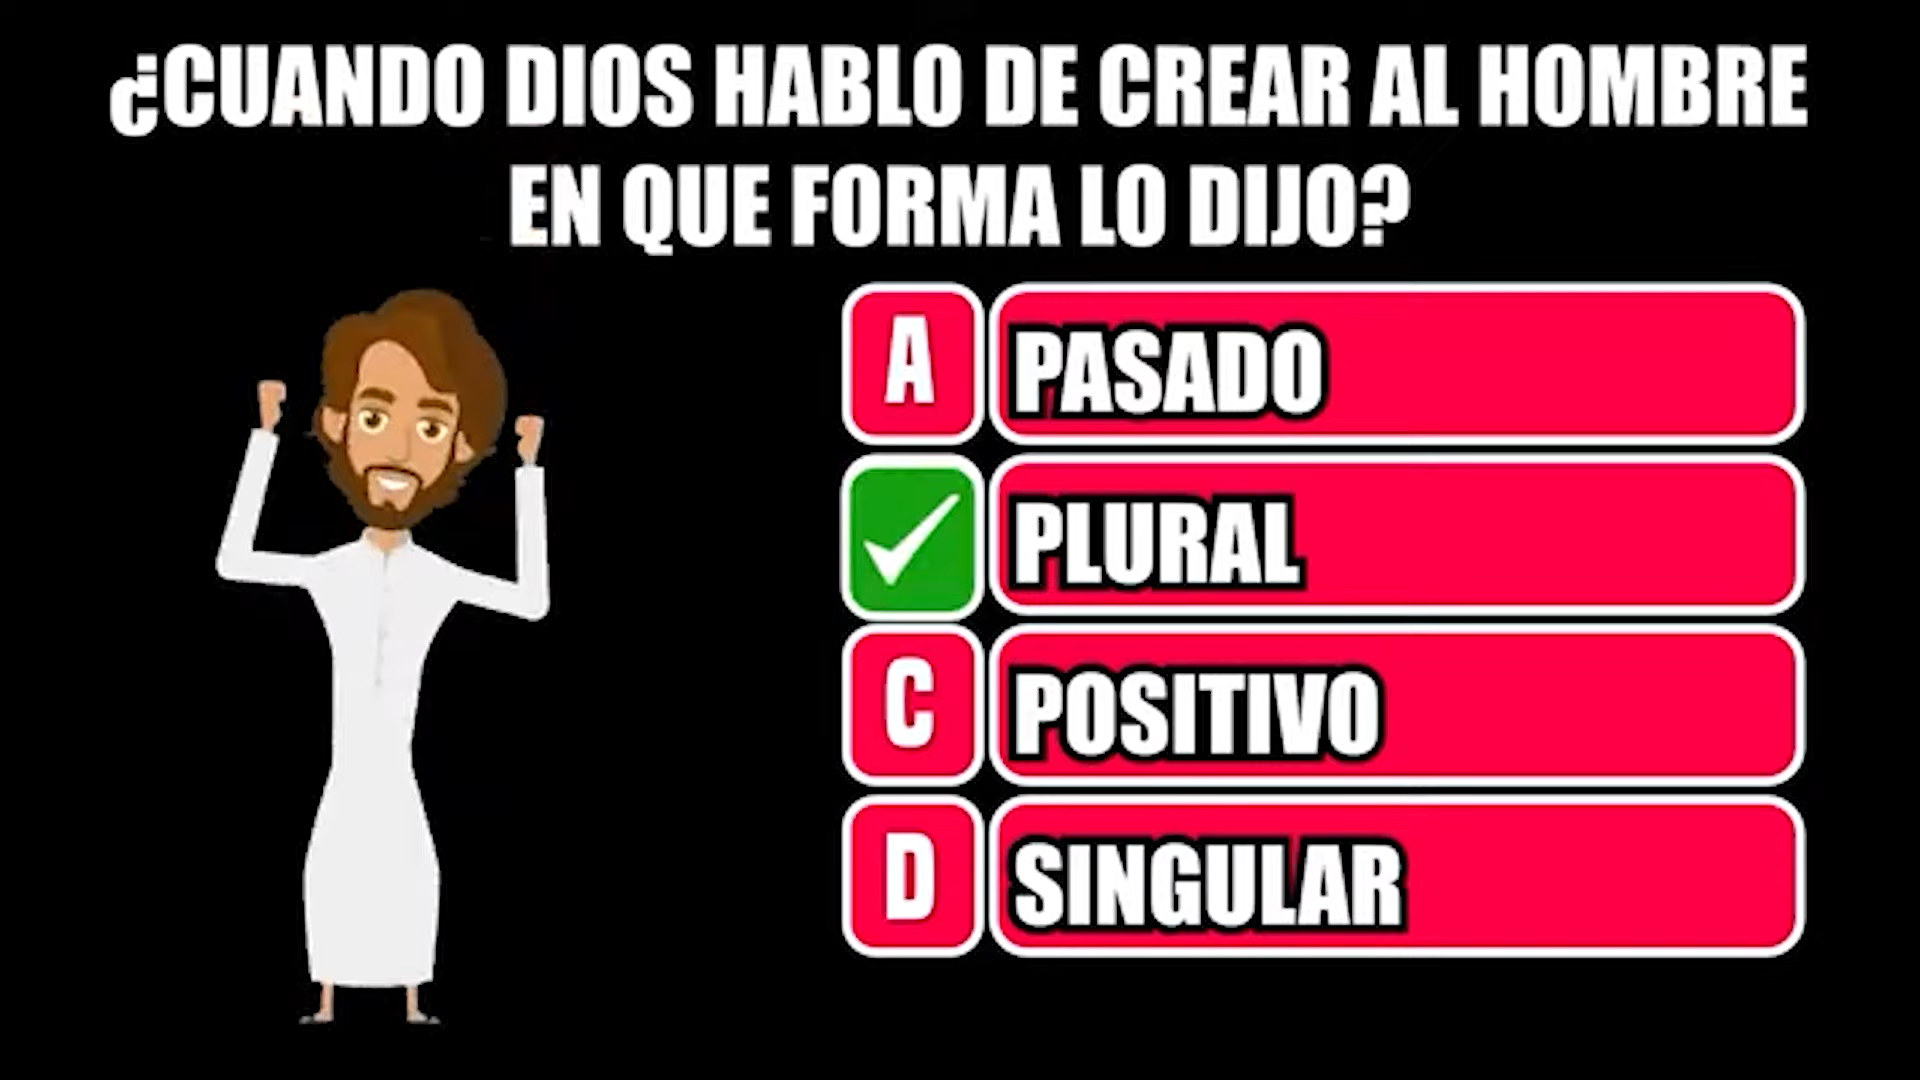 ¿CUANDO DIOS HABLO DE CREAR AL HOMBRE
EN QUE FORMA LO DIJO?
A PASADO
PLURAL
C POSITIVO
D SINGULAR